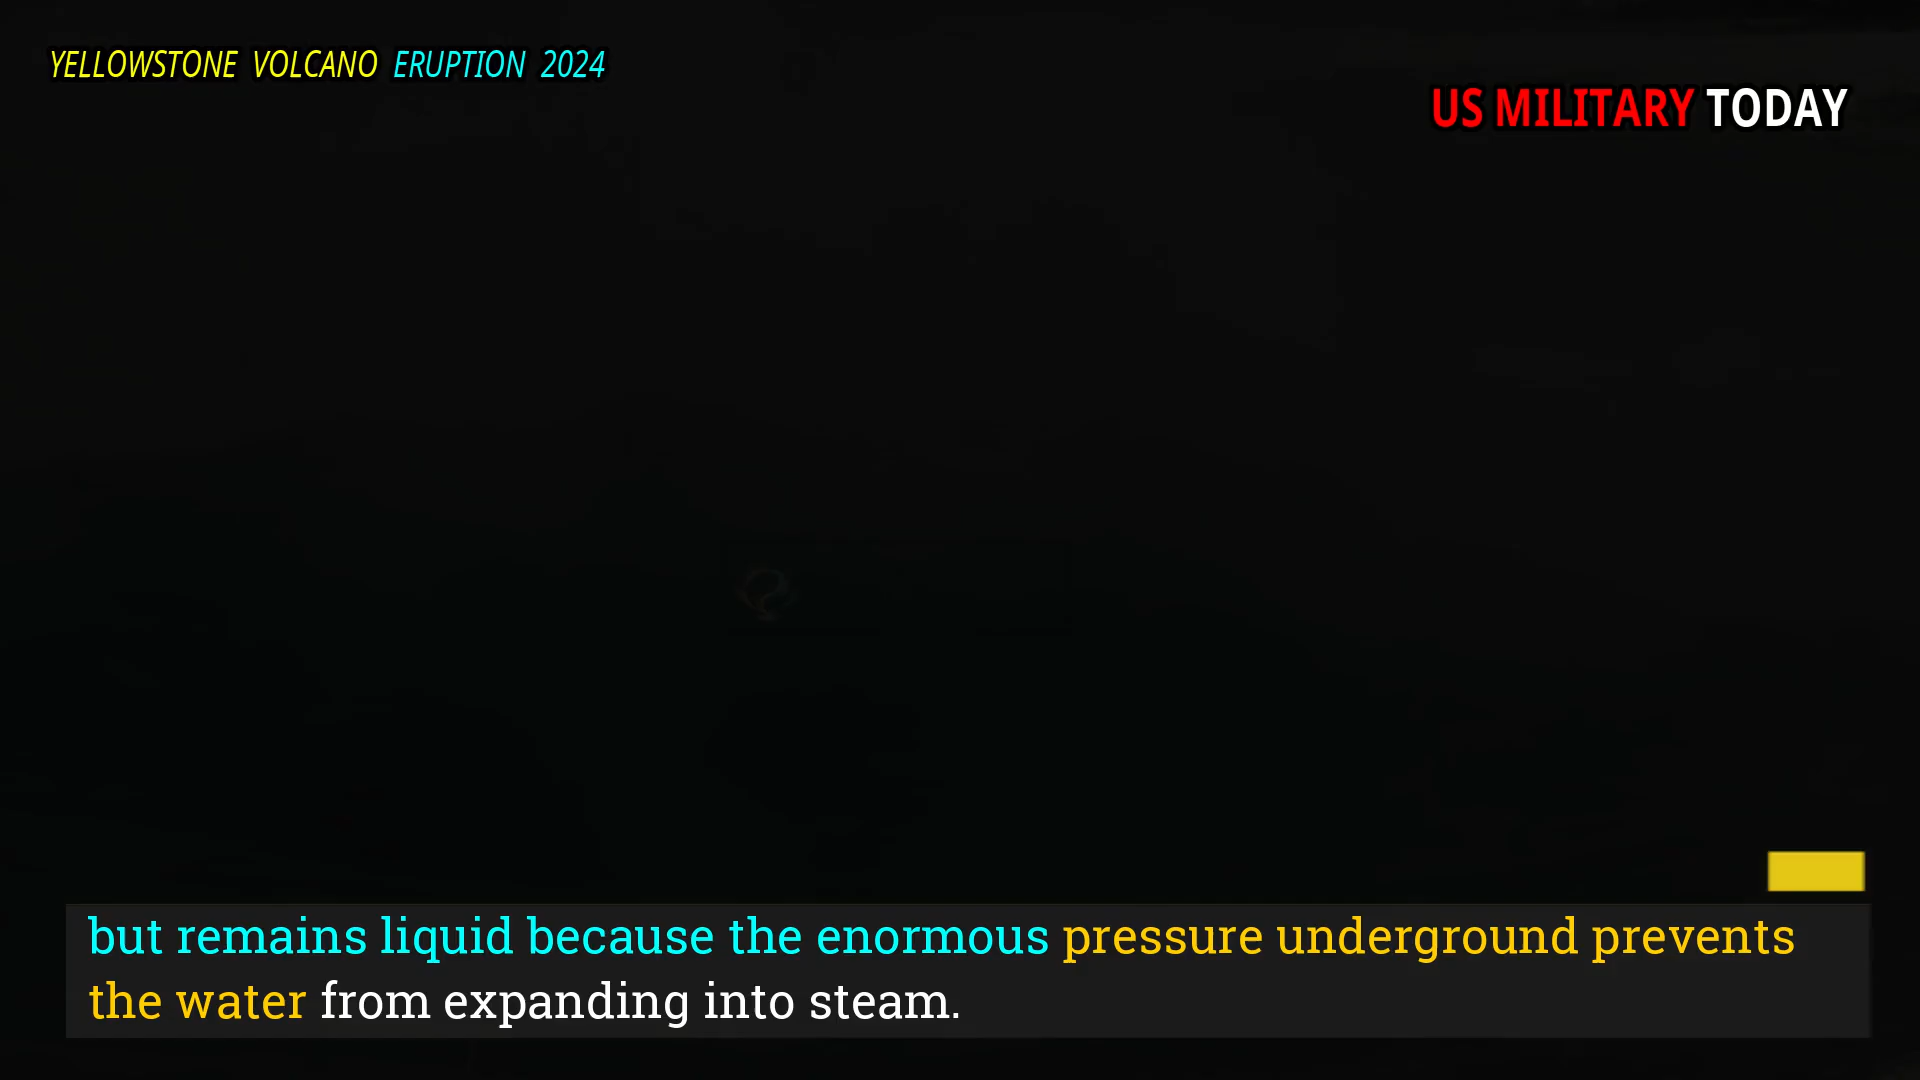 YELLOWSTONE VOLCANO ERUPTION 2024
US MILITARY TODAY
but remains liquid because the enormous pressure underground prevents
the water from expanding into steam.